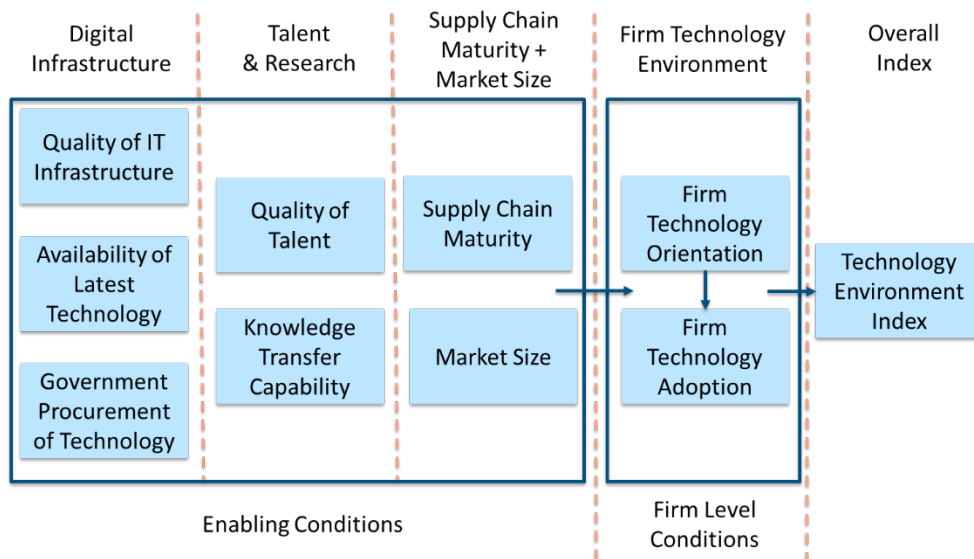 Digital
Infrastructure
Talent
& Research
Supply Chain
Maturity +
Market Size
Firm Technology
Environment
Overall
Index
Quality of IT
Infrastructure
Availability of
Latest
Technology
Government
Procurement
of Technology
Quality of
Talent
Knowledge
Transfer
Capability
Supply Chain
Maturity
Market Size
Firm
Technology
Orientation
Firm
Technology
Adoption
Technology
Environment
Index
Enabling Conditions
Firm Level
Conditions